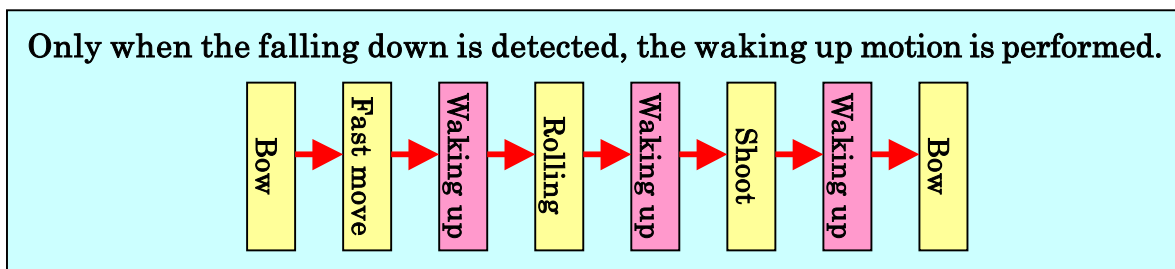 Only when the falling down is detected, the waking up motion is performed.
Bow
Fast move
Waking up
Rolling
Waking up
Shoot
Waking up
Bow